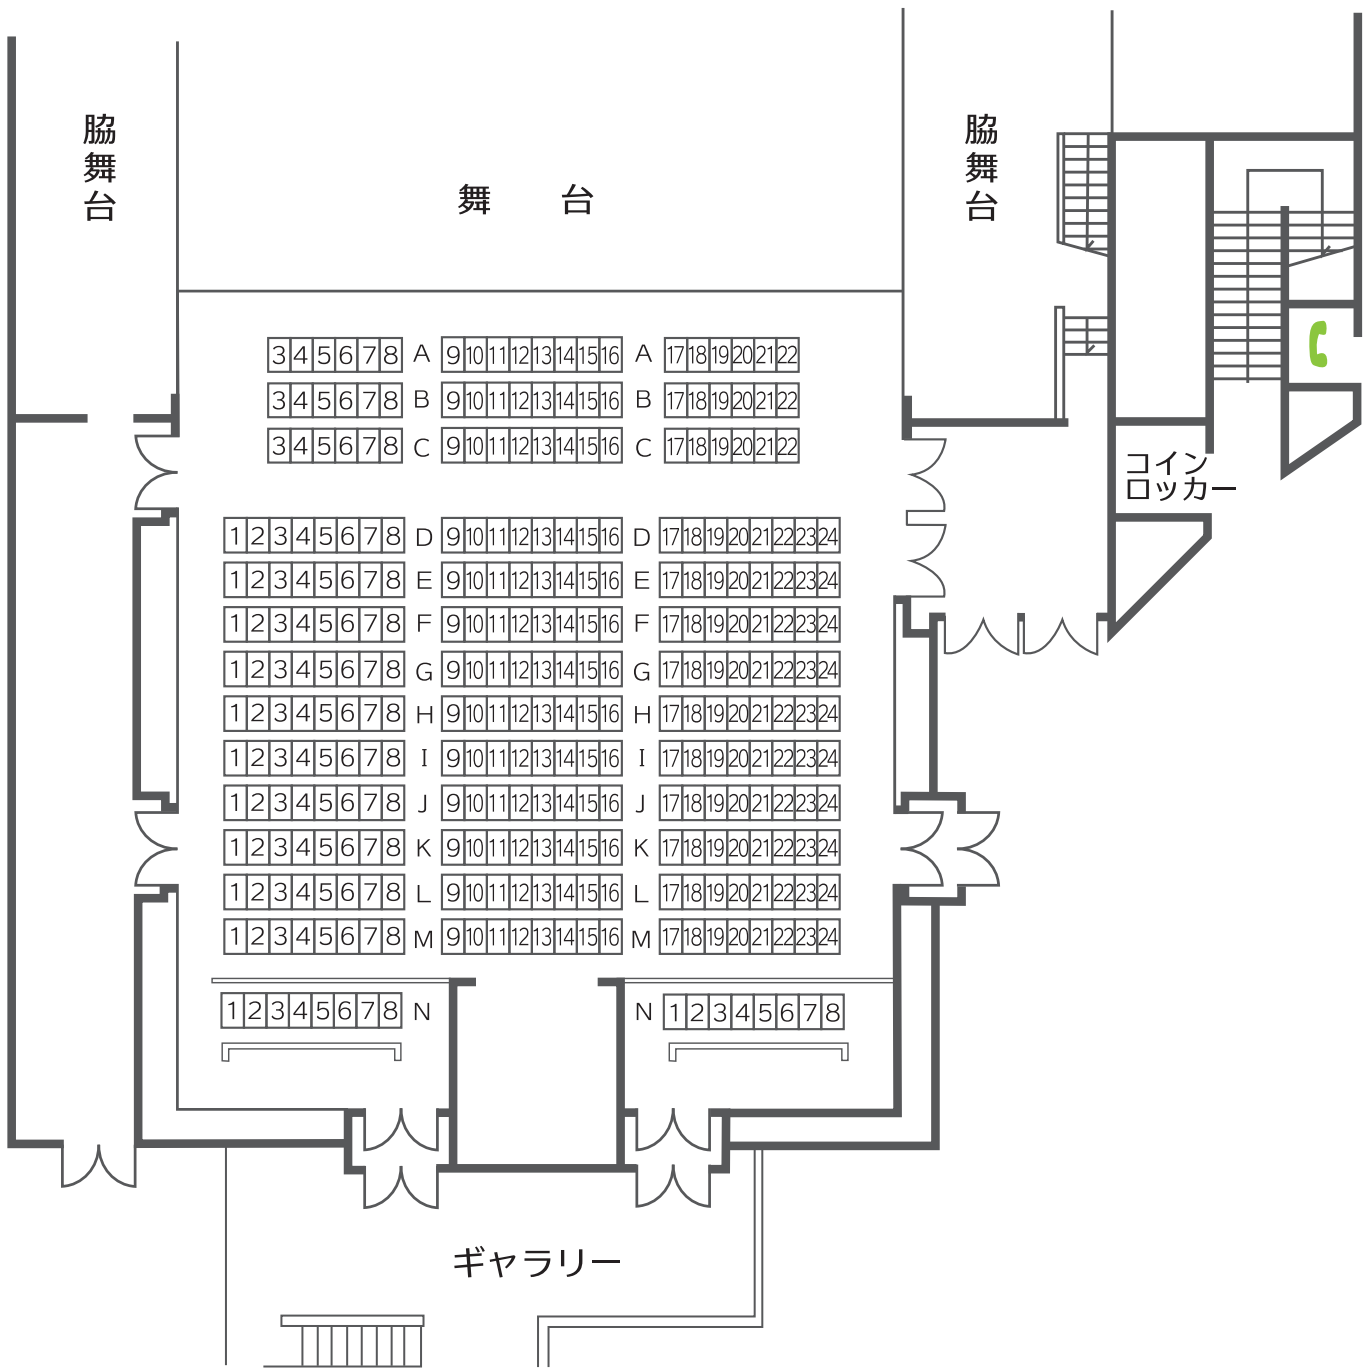 脇舞台
舞台
脇舞台
3 4 5 6 7 8 A 9 10 11 12 13 14 15 16 A 17 18 19 20 21 22
3 4 5 6 7 8 B 9 10 11 12 13 14 15 16 B 17 18 19 20 21 22
3 4 5 6 7 8 C 9 10 11 12 13 14 15 16 C 17 18 19 20 21 22
コイン
ロッカー
1 2 3 4 5 6 7 8 D 9 10 11 12 13 14 15 16 D 17 18 19 20 21 22 23 24
1 2 3 4 5 6 7 8 E 9 10 11 12 13 14 15 16 E 17 18 19 20 21 22 23 24
1 2 3 4 5 6 7 8 F 9 10 11 12 13 14 15 16 F 17 18 19 20 21 22 23 24
1 2 3 4 5 6 7 8 G 9 10 11 12 13 14 15 16 G 17 18 19 20 21 22 23 24
1 2 3 4 5 6 7 8 H 9 10 11 12 13 14 15 16 H 17 18 19 20 21 22 23 24
1 2 3 4 5 6 7 8 I 9 10 11 12 13 14 15 16 I 17 18 19 20 21 22 23 24
1 2 3 4 5 6 7 8 J 9 10 11 12 13 14 15 16 J 17 18 19 20 21 22 23 24
1 2 3 4 5 6 7 8 K 9 10 11 12 13 14 15 16 K 17 18 19 20 21 22 23 24
1 2 3 4 5 6 7 8 L 9 10 11 12 13 14 15 16 L 17 18 19 20 21 22 23 24
1 2 3 4 5 6 7 8 M 9 10 11 12 13 14 15 16 M 17 18 19 20 21 22 23 24
1 2 3 4 5 6 7 8 N N 1 2 3 4 5 6 7 8
ギャラリー